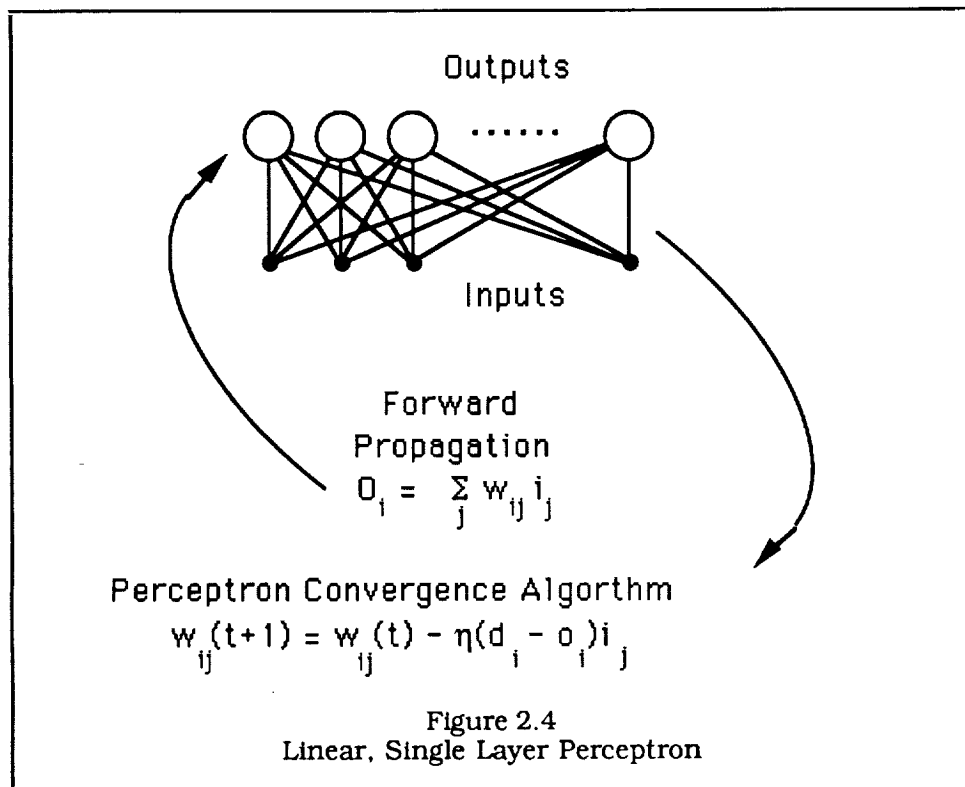 Outputs
Inputs
Forward
Propagation
O_i = Σ_j w_ij i_j
Perceptron Convergence Algorthm
w_ij(t+1) = w_ij(t) - η(d_i - o_i)i_j
Figure 2.4
Linear, Single Layer Perceptron